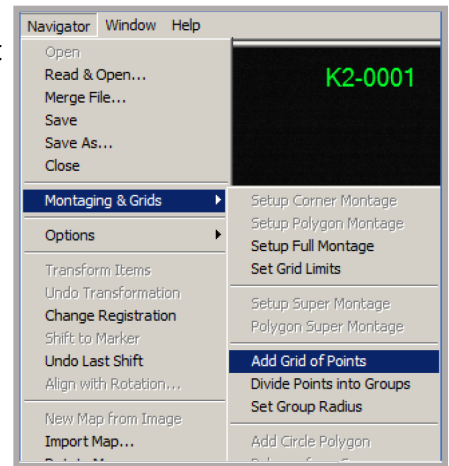 Navigator Window Help
Open
Read & Open...
Merge File...
Save
Save As...
Close
Montaging & Grids
Options
Transform Items
Undo Transformation
Change Registration
Shift to Marker
Undo Last Shift
Align with Rotation...
New Map from Image
Import Map...
K2-0001
Setup Corner Montage
Setup Polygon Montage
Setup Full Montage
Set Grid Limits
Setup Super Montage
Polygon Super Montage
Add Grid of Points
Divide Points into Groups
Set Group Radius
Add Circle Polygon